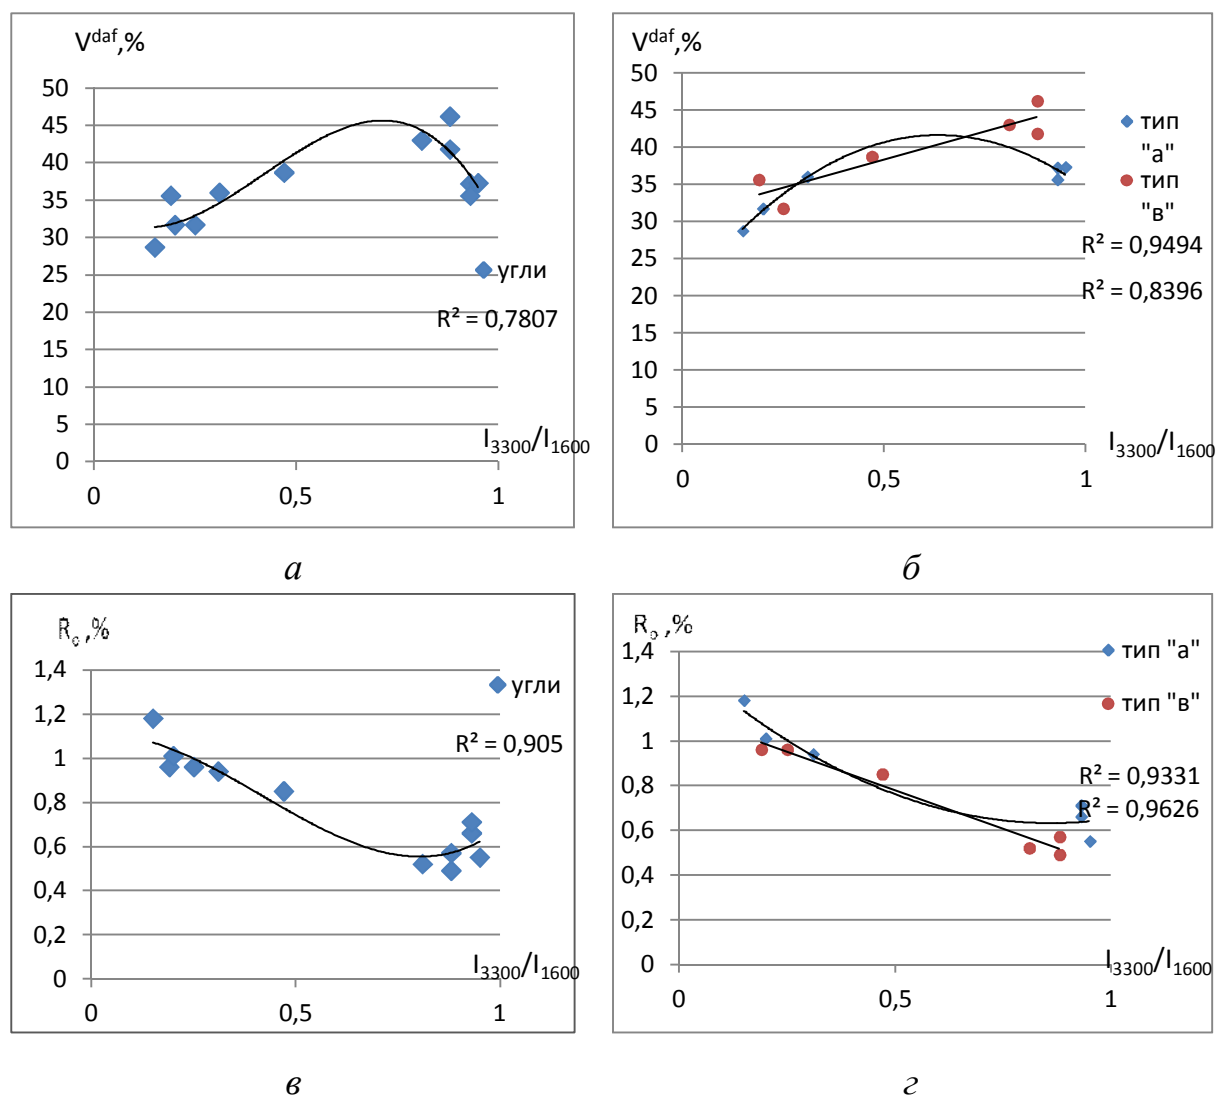 V^daf,%
50
45
40
35
30
25
20
15
10
5
0
0
0,5
1
I₃₃₀₀/I₁₆₀₀
угли
R² = 0,7807
а
V^daf,%
50
45
40
35
30
25
20
15
10
5
0
0
0,5
1
I₃₃₀₀/I₁₆₀₀
тип
"а"
тип
"в"
R² = 0,9494
R² = 0,8396
б
Rₒ,%
1,4
1,2
1
0,8
0,6
0,4
0,2
0
0
0,5
1
I₃₃₀₀/I₁₆₀₀
угли
R² = 0,905
в
Rₒ,%
1,4
1,2
1
0,8
0,6
0,4
0,2
0
0
0,5
1
I₃₃₀₀/I₁₆₀₀
тип "а"
тип "в"
R² = 0,9331
R² = 0,9626
г